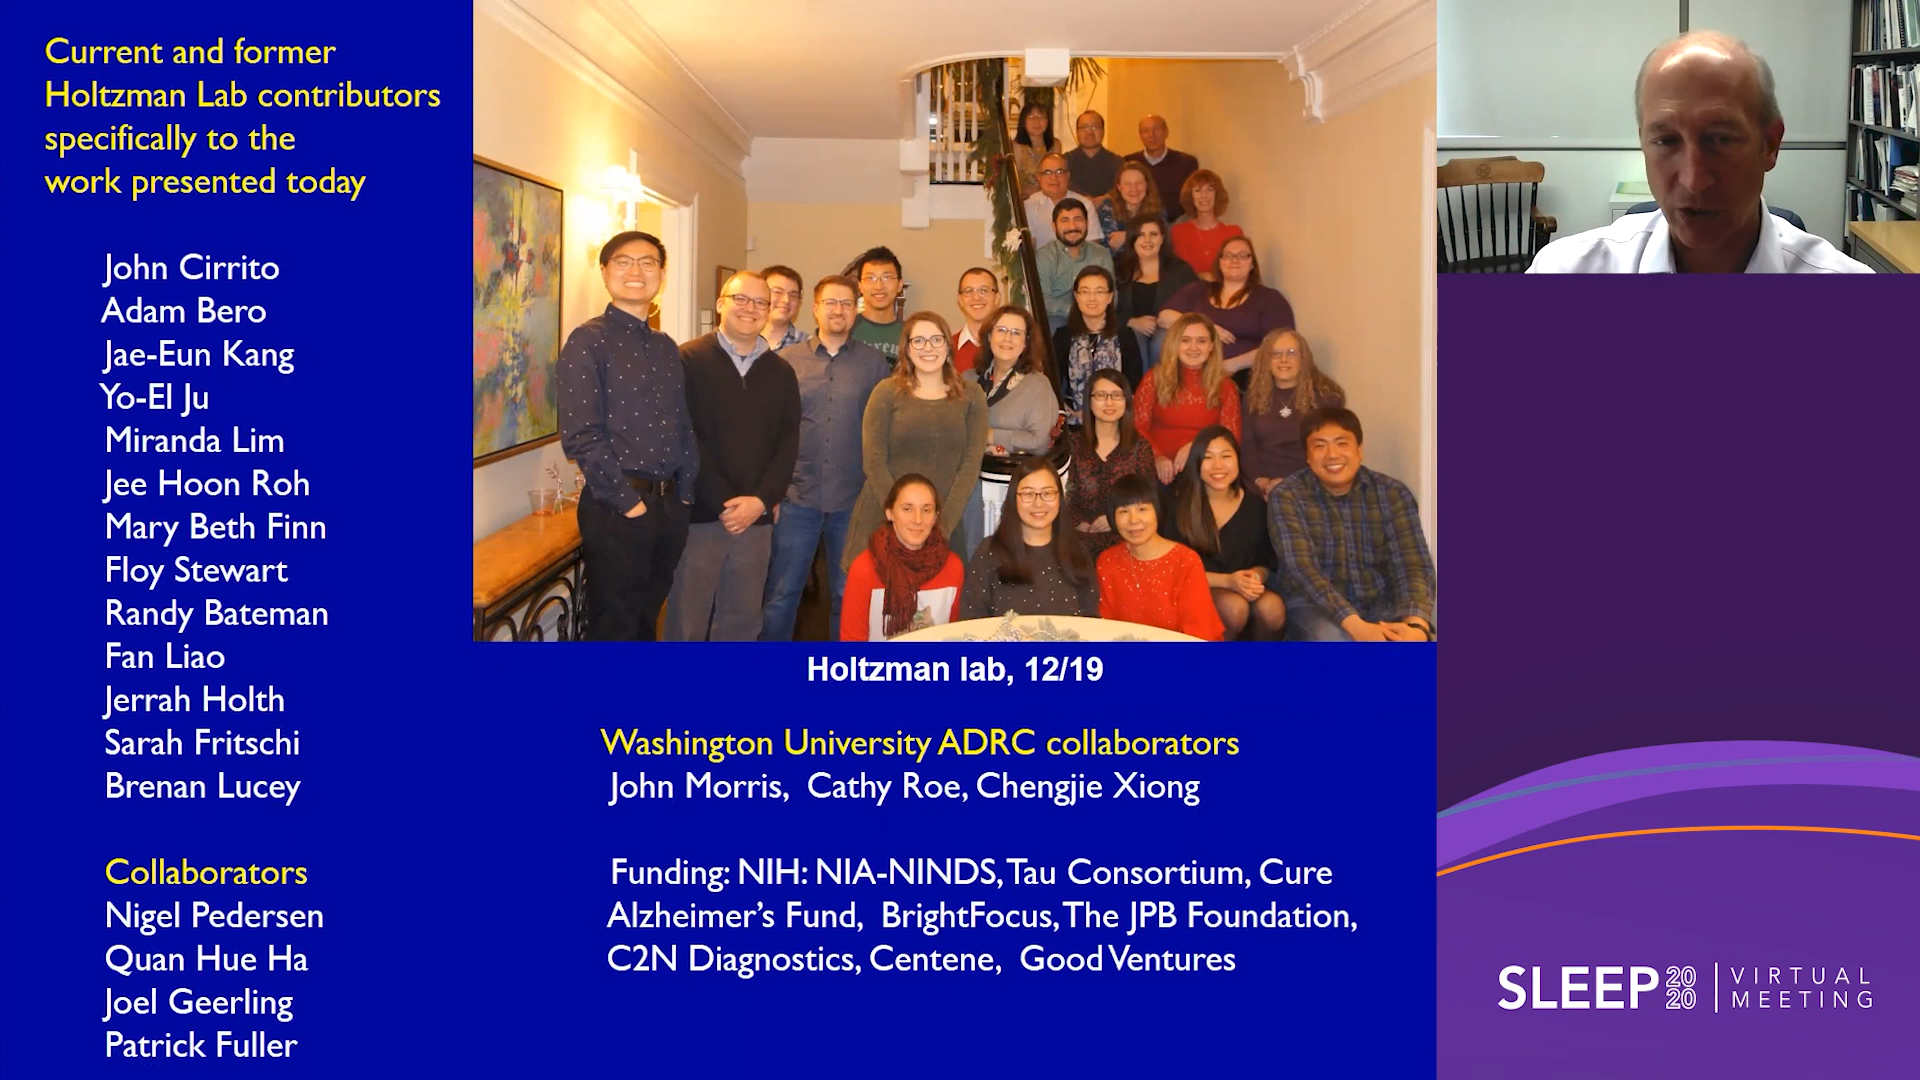 Current and former
Holtzman Lab contributors
specifically to the
work presented today
John Cirrito
Adam Bero
Jae-Eun Kang
Yo-El Ju
Miranda Lim
Jee Hoon Roh
Mary Beth Finn
Floy Stewart
Randy Bateman
Fan Liao
Jerrah Holth
Sarah Fritschi
Brenan Lucey
Collaborators
Nigel Pedersen
Quan Hue Ha
Joel Geerling
Patrick Fuller
Holtzman lab, 12/19
Washington University ADRC collaborators
John Morris, Cathy Roe, Chengjie Xiong
Funding: NIH: NIA-NINDS, Tau Consortium, Cure
Alzheimer’s Fund, BrightFocus, The JPB Foundation,
C2N Diagnostics, Centene, Good Ventures
SLEEP 2020 | VIRTUAL
MEETING